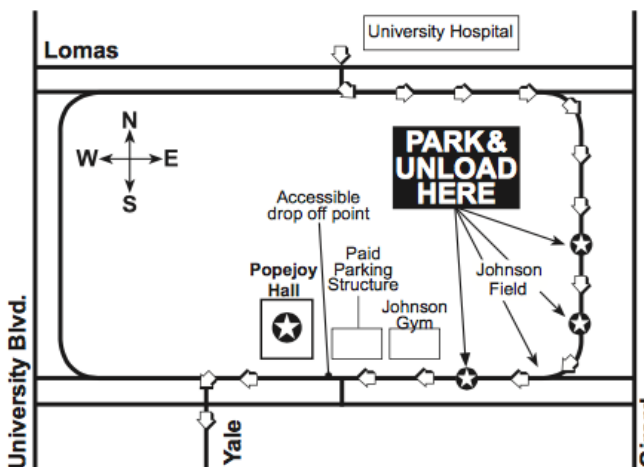 University Hospital
Lomas
N
W E
S
PARK &
UNLOAD
HERE
Accessible
drop off point
Paid
Parking
Structure
Popejoy
Hall
Johnson
Gym
Johnson
Field
University Blvd.
Yale